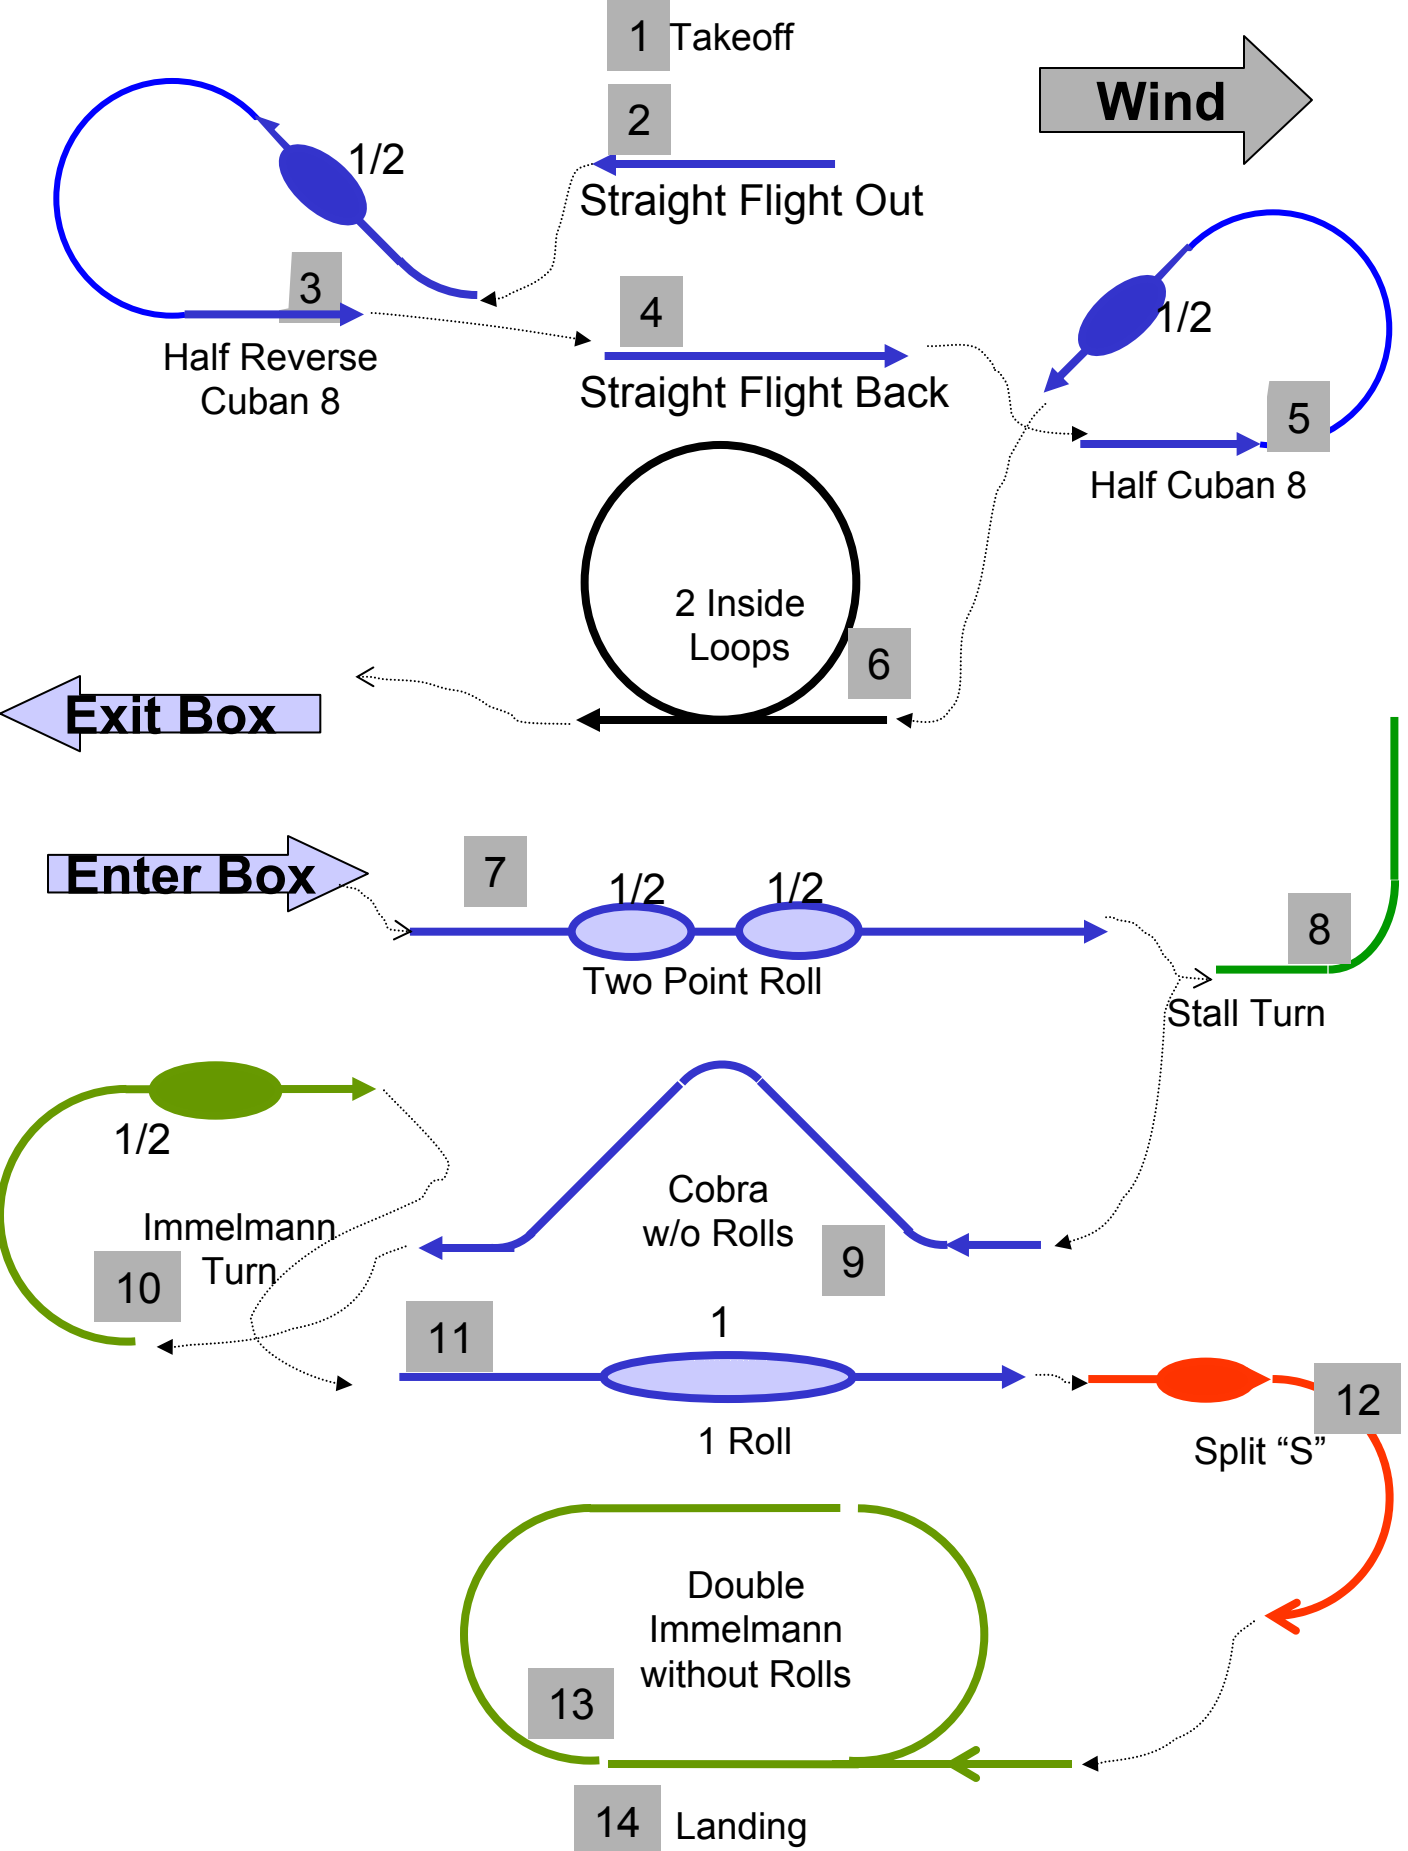 1 Takeoff
Wind
2
Straight Flight Out
1/2
3
Half Reverse
Cuban 8
4
Straight Flight Back
1/2
5
Half Cuban 8
2 Inside
Loops
6
Exit Box
Enter Box
7
1/2 1/2
Two Point Roll
8
Stall Turn
1/2
Immelmann
Turn
10
Cobra
w/o Rolls
9
11
1
1 Roll
12
Split “S”
Double
Immelmann
without Rolls
13
14 Landing